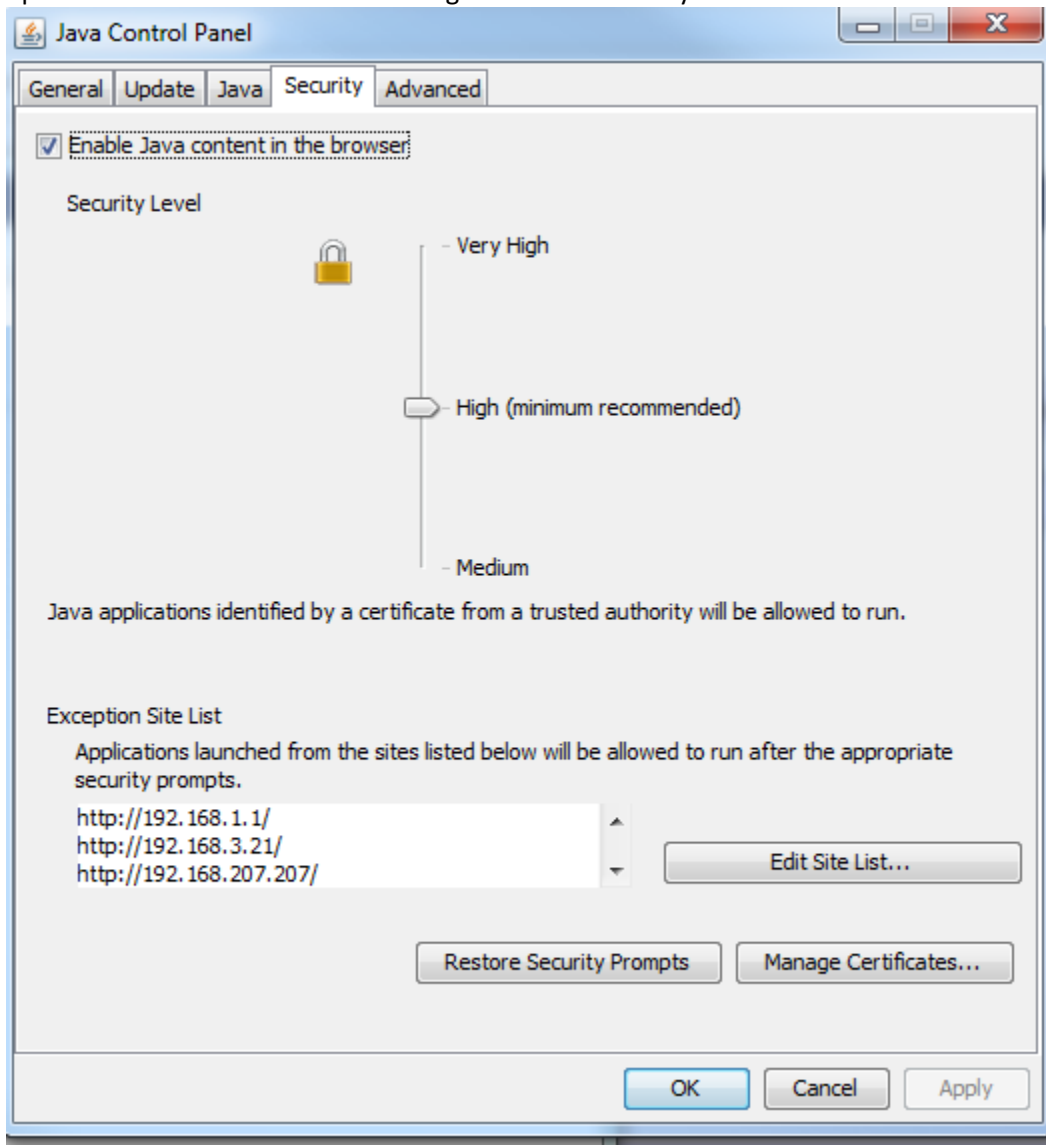 Java Control Panel
General Update Java Security Advanced
Enable Java content in the browser
Security Level
- Very High
- High (minimum recommended)
- Medium
Java applications identified by a certificate from a trusted authority will be allowed to run.
Exception Site List
Applications launched from the sites listed below will be allowed to run after the appropriate
security prompts.
http://192.168.1.1/
http://192.168.3.21/
http://192.168.207.207/
Edit Site List...
Restore Security Prompts Manage Certificates...
OK Cancel Apply